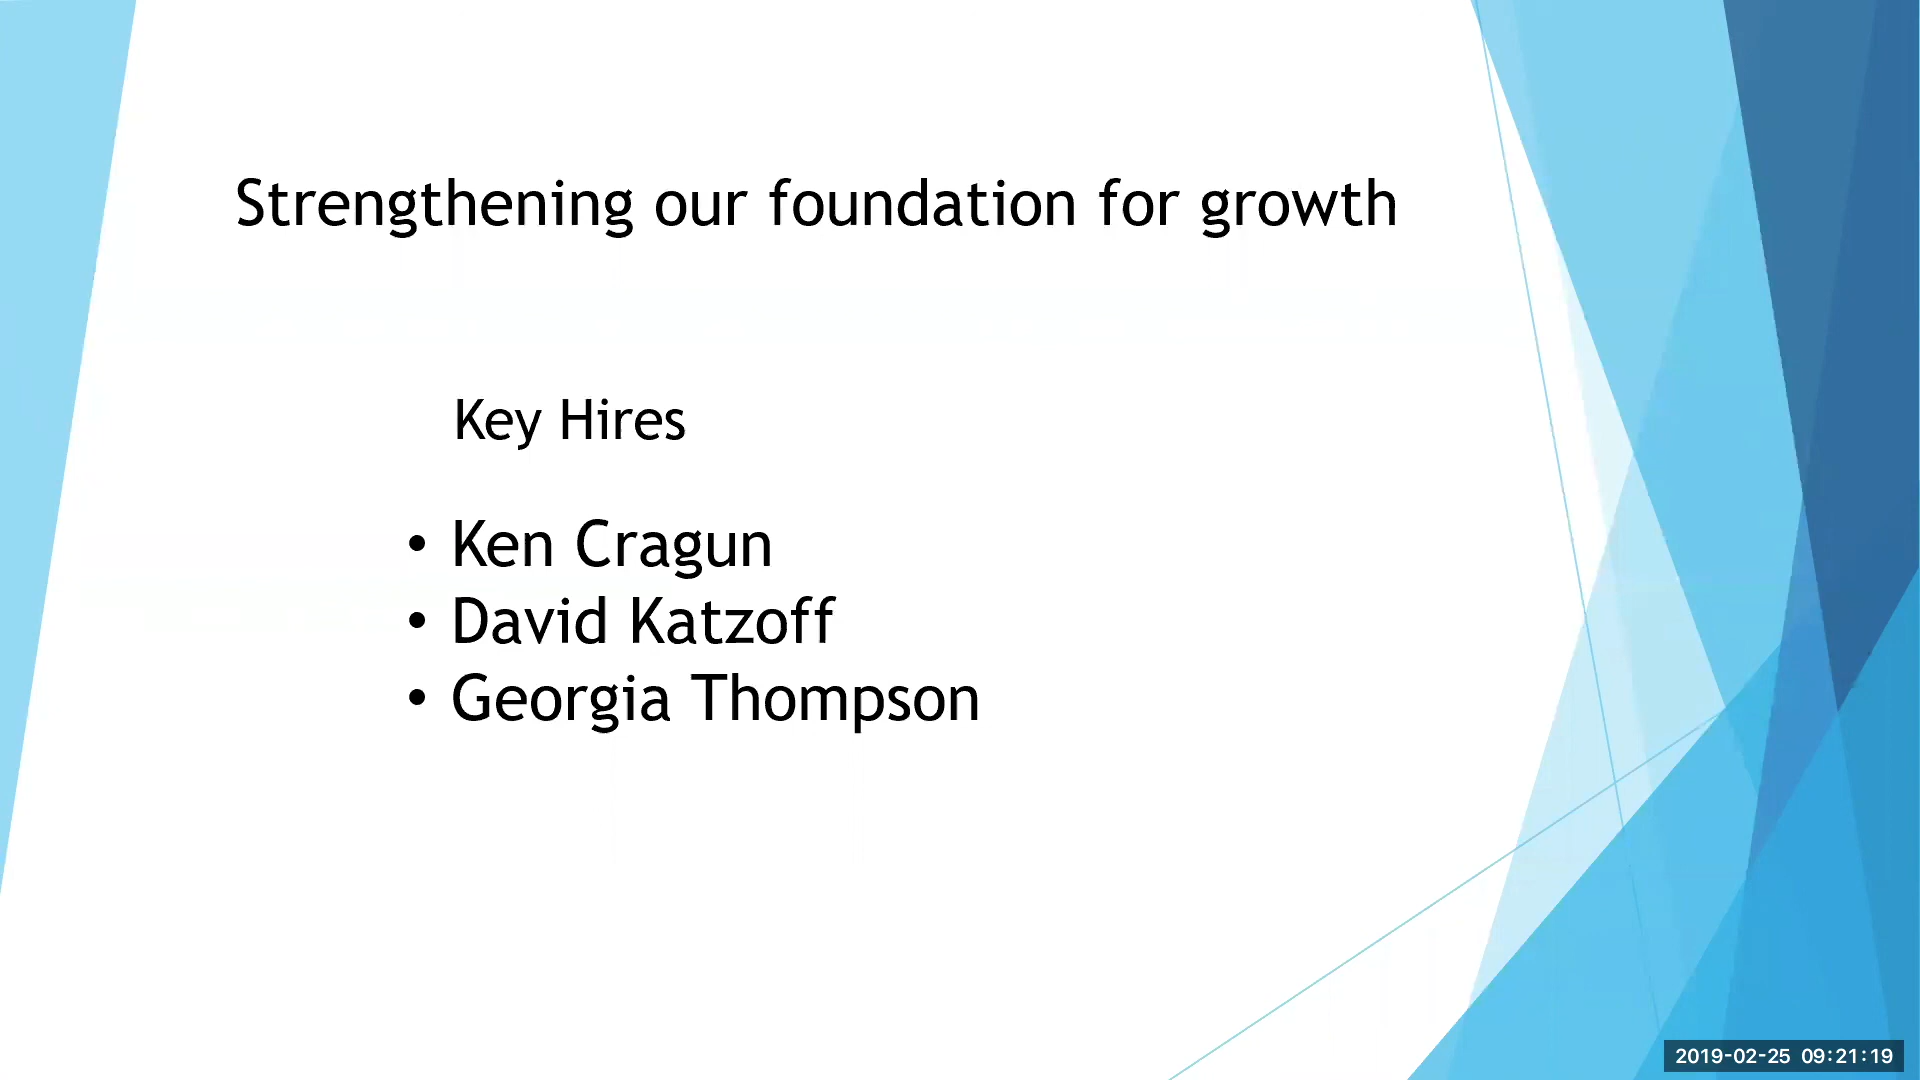 Strengthening our foundation for growth
Key Hires
• Ken Cragun
• David Katzoff
• Georgia Thompson
2019-02-25 09:21:19